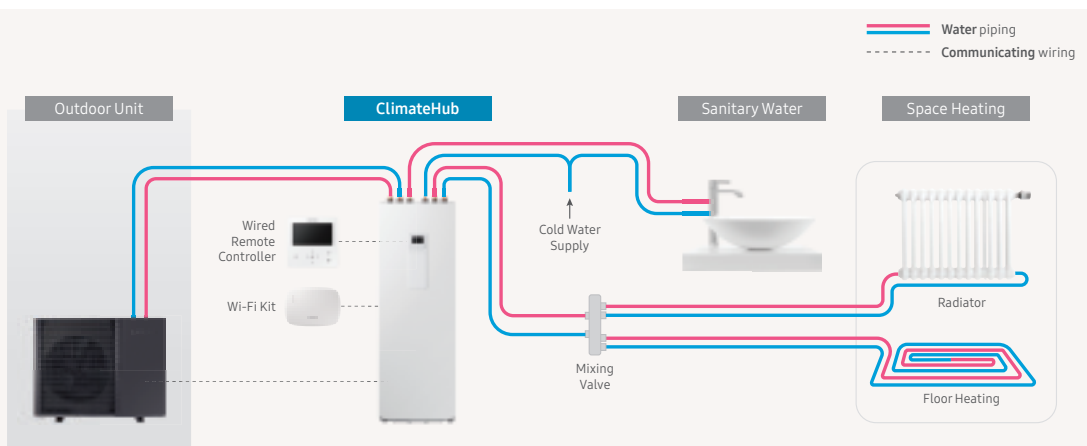 Water piping
Communicating wiring
Outdoor Unit
ClimateHub
Sanitary Water
Space Heating
Wired
Remote
Controller
Cold Water
Supply
Wi-Fi Kit
Radiator
Mixing
Valve
Floor Heating